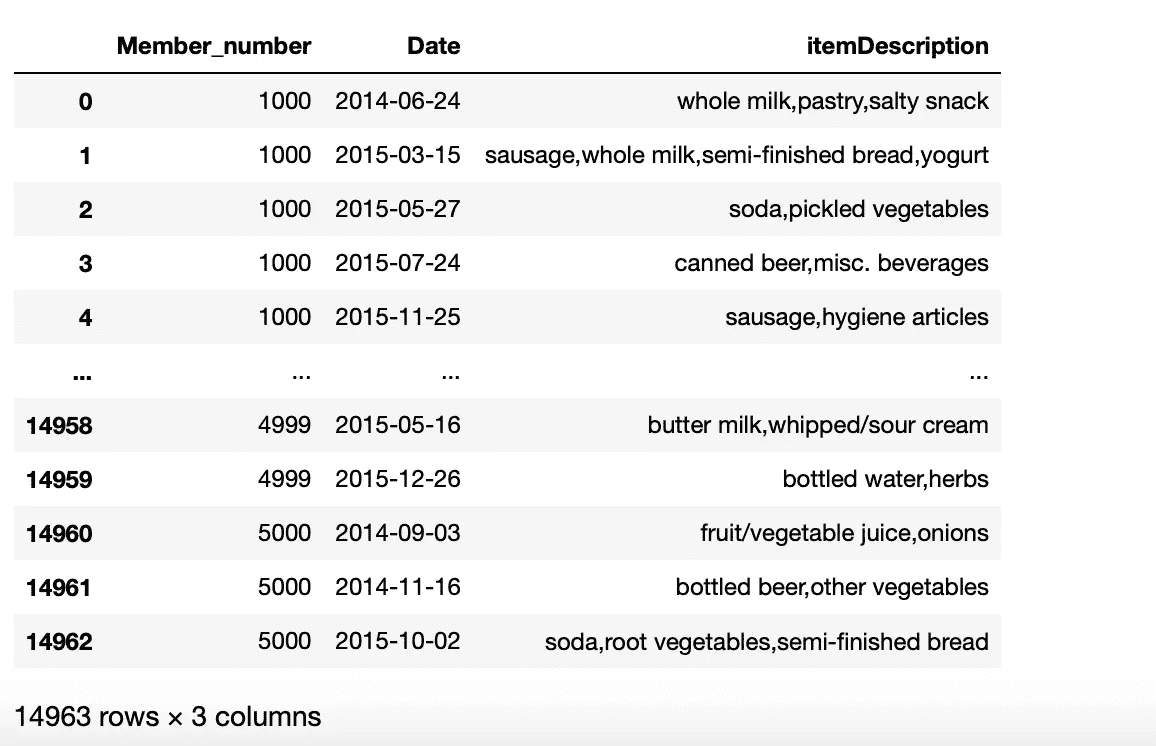 Member_number Date itemDescription
0 1000 2014-06-24 whole milk,pastry,salty snack
1 1000 2015-03-15 sausage,whole milk,semi-finished bread,yogurt
2 1000 2015-05-27 soda,pickled vegetables
3 1000 2015-07-24 canned beer,misc. beverages
4 1000 2015-11-25 sausage,hygiene articles
... ... ... ...
14958 4999 2015-05-16 butter milk,whipped/sour cream
14959 4999 2015-12-26 bottled water,herbs
14960 5000 2014-09-03 fruit/vegetable juice,onions
14961 5000 2014-11-16 bottled beer,other vegetables
14962 5000 2015-10-02 soda,root vegetables,semi-finished bread
14963 rows × 3 columns